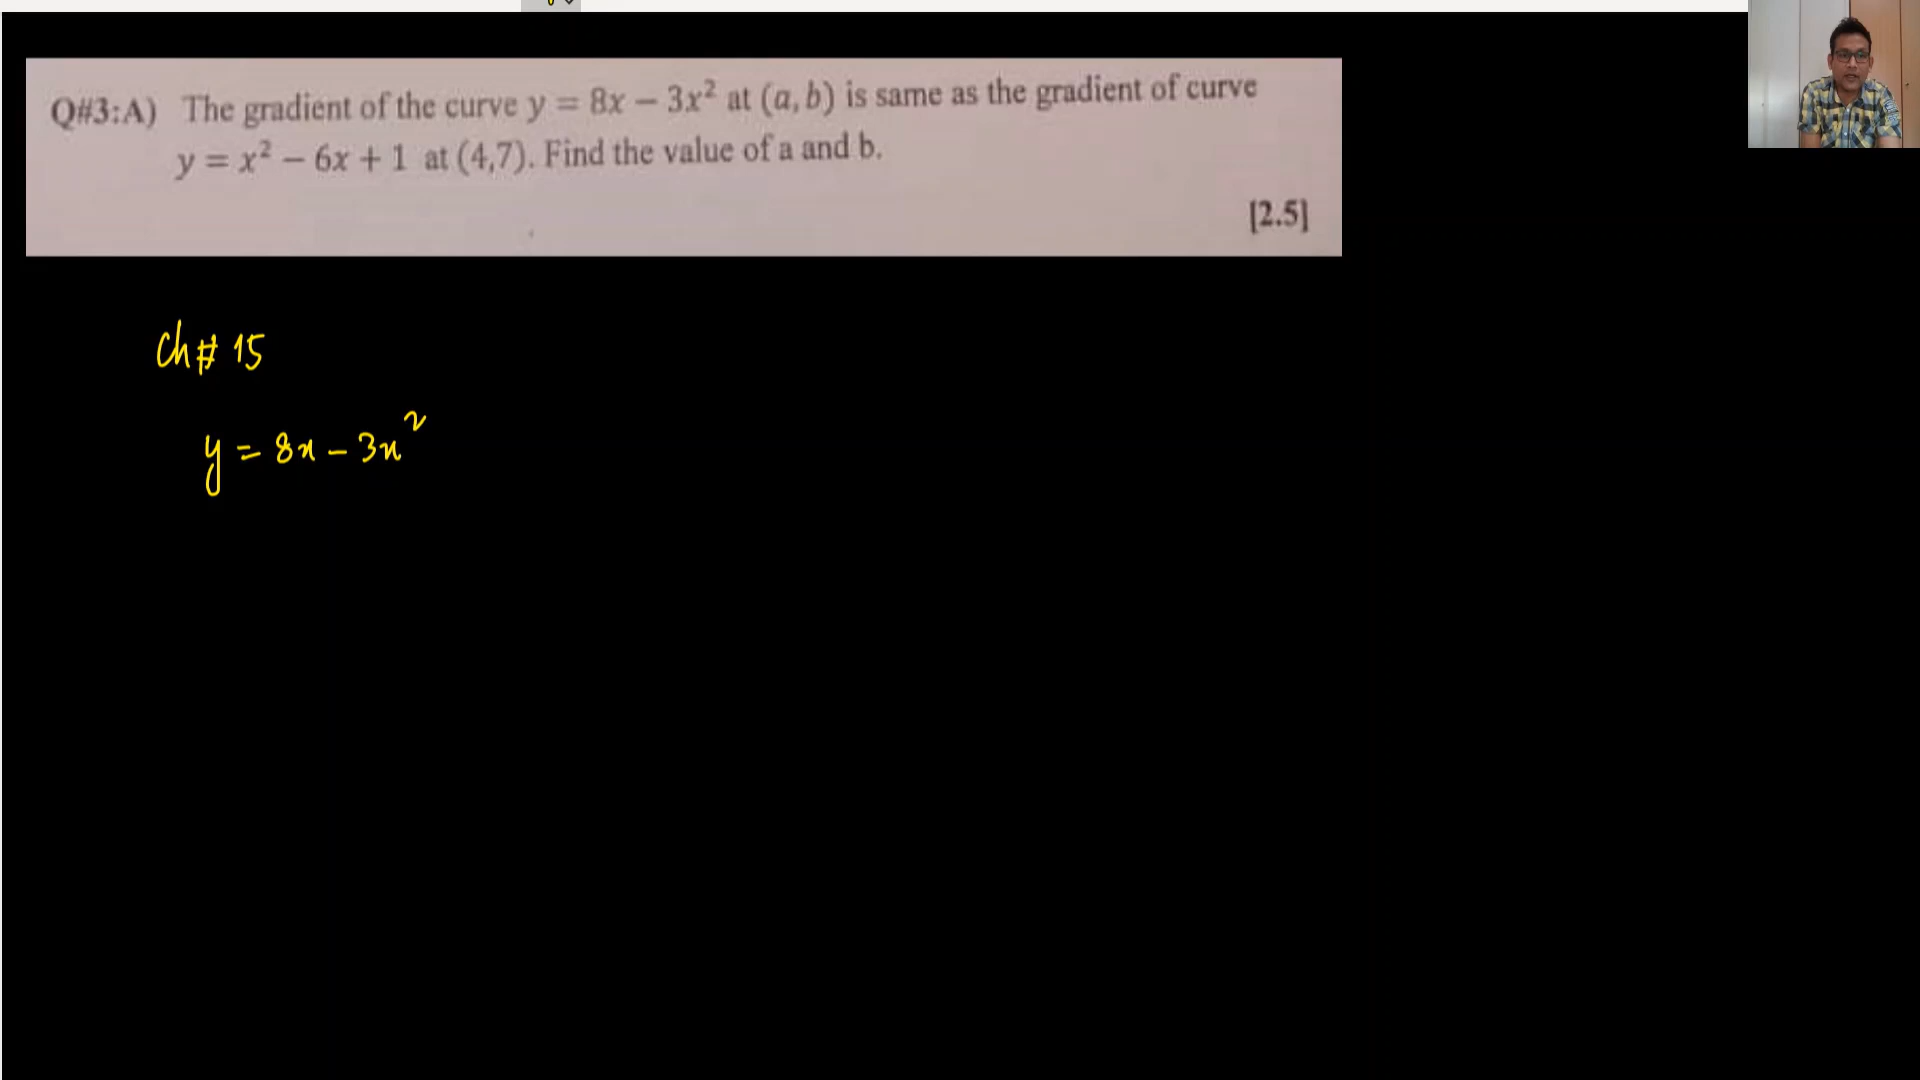 Q#3:A) The gradient of the curve y = 8x − 3x² at (a, b) is same as the gradient of curve
y = x² − 6x + 1 at (4,7). Find the value of a and b.
[2.5]
Ch# 15
y = 8x − 3x²